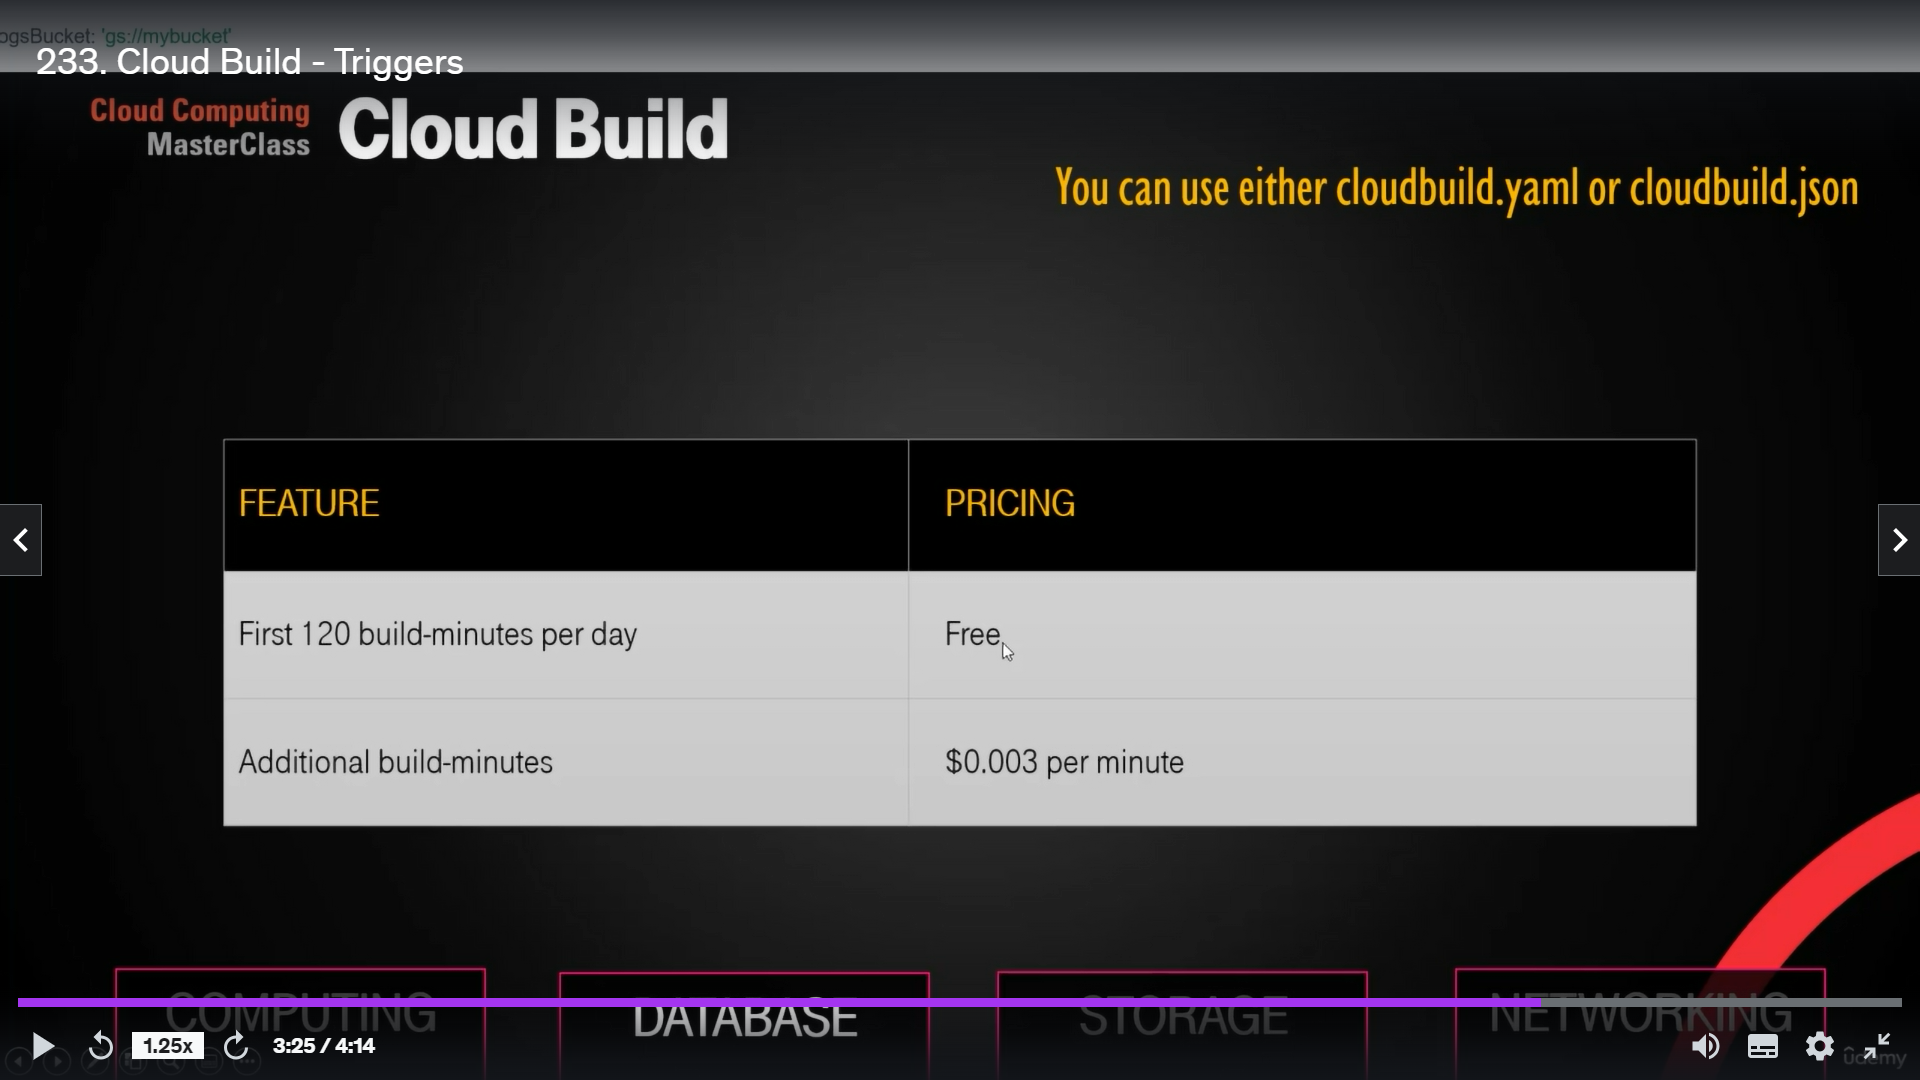 ogsBucket: 'gs://mybucket'
233. Cloud Build - Triggers
Cloud Computing
MasterClass
Cloud Build
You can use either cloudbuild.yaml or cloudbuild.json
FEATURE
PRICING
First 120 build-minutes per day
Free
Additional build-minutes
$0.003 per minute
COMPUTING
DATABASE
STORAGE
NETWORKING
1.25x
3:25 / 4:14
ûdemy